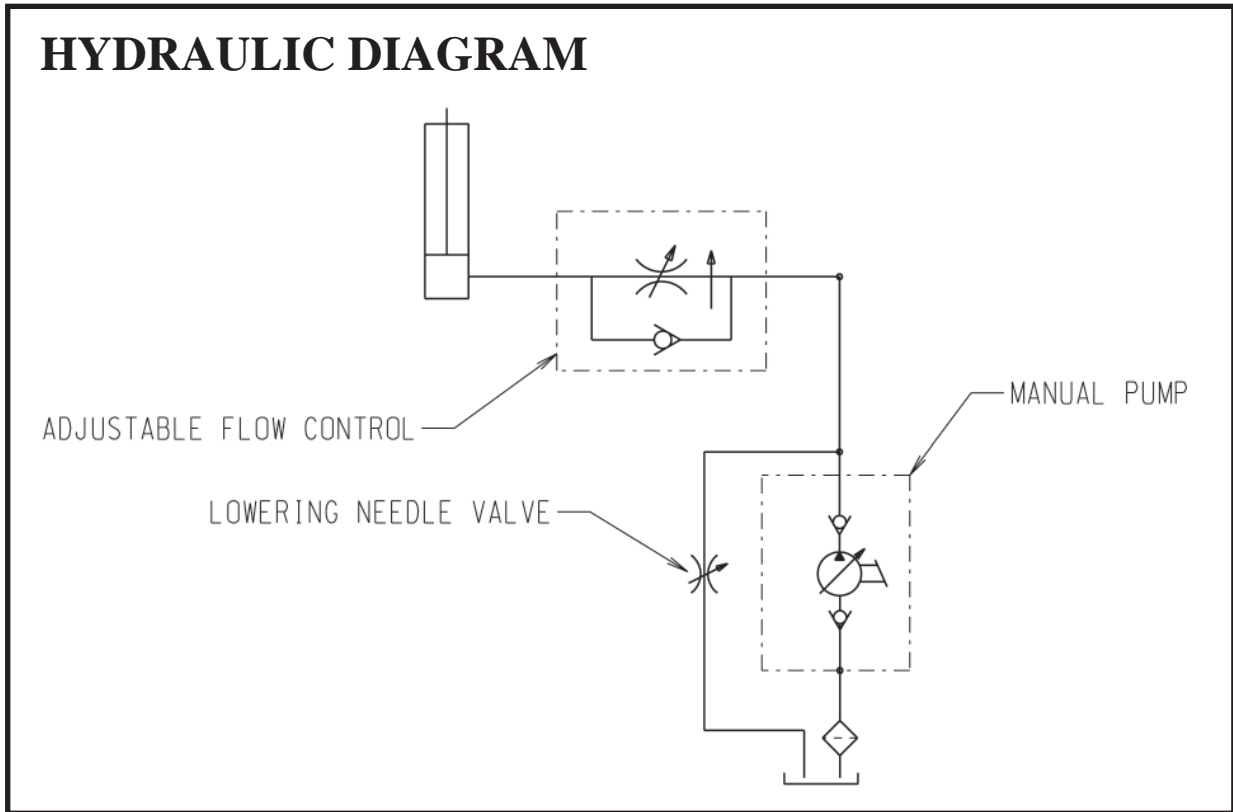 HYDRAULIC DIAGRAM
ADJUSTABLE FLOW CONTROL
MANUAL PUMP
LOWERING NEEDLE VALVE